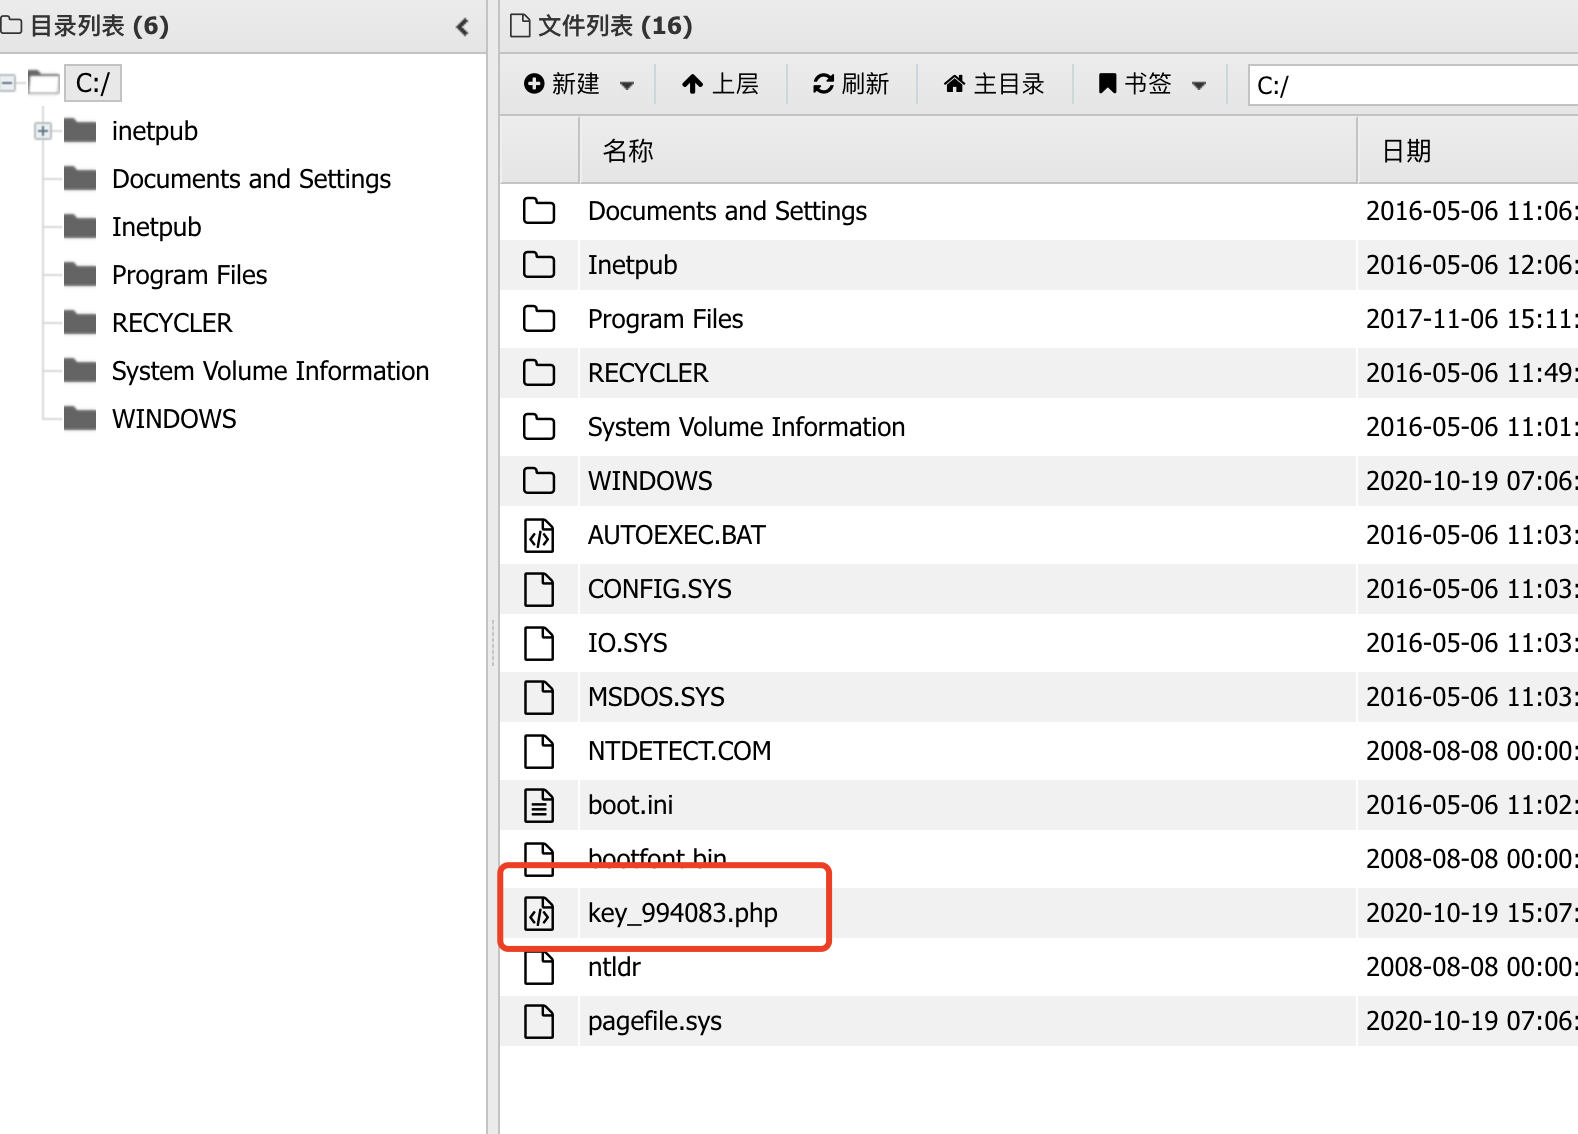 目录列表 (6)
C:/
inetpub
Documents and Settings
Inetpub
Program Files
RECYCLER
System Volume Information
WINDOWS
文件列表 (16)
新建 上层 刷新 主目录 书签 C:/
名称 日期
Documents and Settings 2016-05-06 11:06:
Inetpub 2016-05-06 12:06:
Program Files 2017-11-06 15:11:
RECYCLER 2016-05-06 11:49:
System Volume Information 2016-05-06 11:01:
WINDOWS 2020-10-19 07:06:
AUTOEXEC.BAT 2016-05-06 11:03:
CONFIG.SYS 2016-05-06 11:03:
IO.SYS 2016-05-06 11:03:
MSDOS.SYS 2016-05-06 11:03:
NTDETECT.COM 2008-08-08 00:00:
boot.ini 2016-05-06 11:02:
bootfont.bin 2008-08-08 00:00:
key_994083.php 2020-10-19 15:07:
ntldr 2008-08-08 00:00:
pagefile.sys 2020-10-19 07:06: